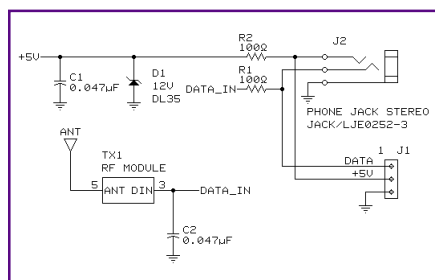 R2
100Ω
J2
+5V
C1
0.047µF
D1
12V
DL35
R1
100Ω
DATA_IN
PHONE JACK STEREO
JACK/LJE0252-3
ANT
TX1
RF MODULE
5 ANT DIN 3
DATA_IN
C2
0.047µF
1 J1
DATA
+5V